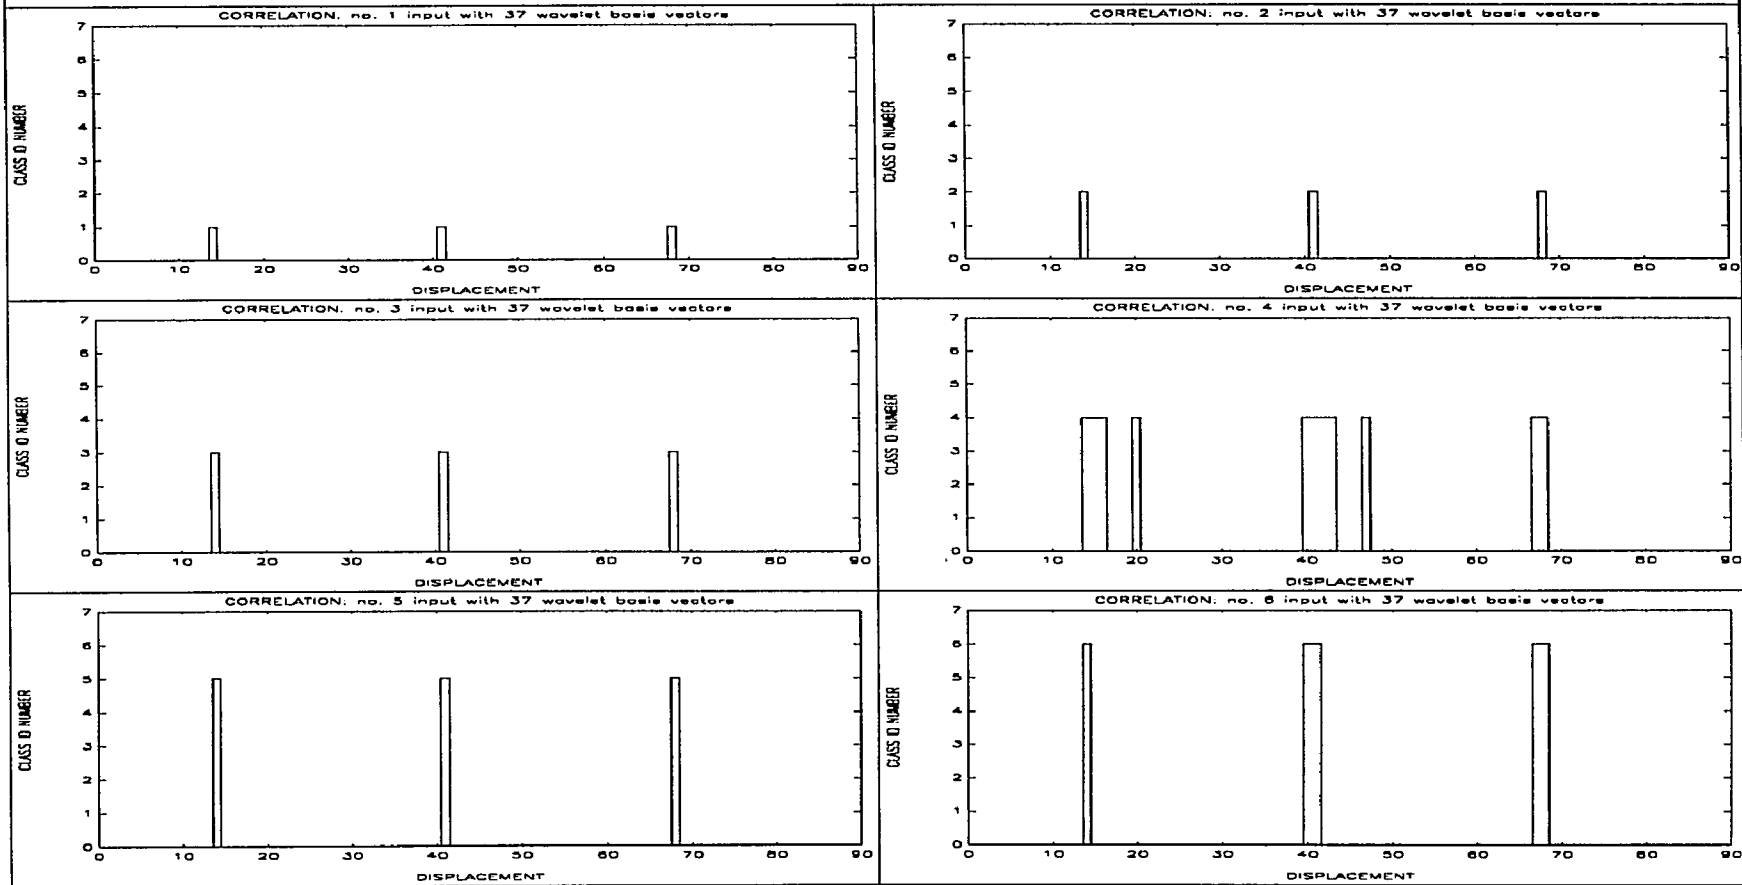 CORRELATION: no. 1 input with 37 wavelet basis vectors
7
6
5
4
3
2
1
0
CLASS ID NUMBER
0 10 20 30 40 50 60 70 80 90
DISPLACEMENT
CORRELATION: no. 2 input with 37 wavelet basis vectors
7
6
5
4
3
2
1
0
CLASS ID NUMBER
0 10 20 30 40 50 60 70 80 90
DISPLACEMENT
CORRELATION: no. 3 input with 37 wavelet basis vectors
7
6
5
4
3
2
1
0
CLASS ID NUMBER
0 10 20 30 40 50 60 70 80 90
DISPLACEMENT
CORRELATION: no. 4 input with 37 wavelet basis vectors
7
6
5
4
3
2
1
0
CLASS ID NUMBER
0 10 20 30 40 50 60 70 80 90
DISPLACEMENT
CORRELATION: no. 5 input with 37 wavelet basis vectors
7
6
5
4
3
2
1
0
CLASS ID NUMBER
0 10 20 30 40 50 60 70 80 90
DISPLACEMENT
CORRELATION: no. 6 input with 37 wavelet basis vectors
7
6
5
4
3
2
1
0
CLASS ID NUMBER
0 10 20 30 40 50 60 70 80 90
DISPLACEMENT